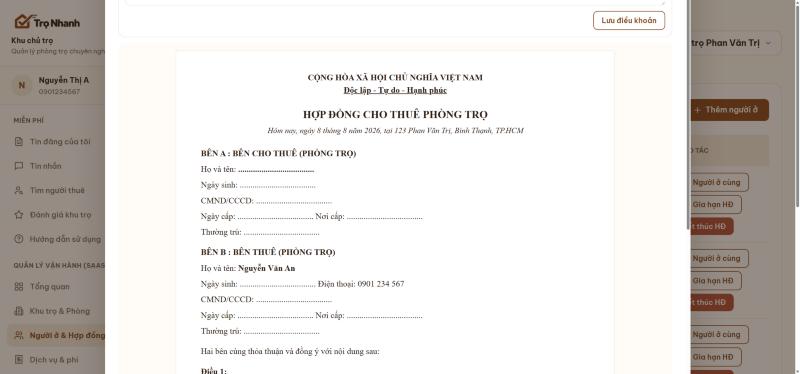 Trọ Nhanh
Khu chủ trọ
Quản lý phòng trọ chuyên ngh
N
Nguyễn Thị A
0901234567
MIỄN PHÍ
Tin đăng của tôi
Tin nhắn
Tìm người thuê
Đánh giá khu trọ
Hướng dẫn sử dụng
QUẢN LÝ VẬN HÀNH (SAAS
Tổng quan
Khu trọ & Phòng
Người ở & Hợp đồng
Dịch vụ & phí
Lưu điều khoản
CỘNG HÒA XÃ HỘI CHỦ NGHĨA VIỆT NAM
Độc lập - Tự do - Hạnh phúc
HỢP ĐỒNG CHO THUÊ PHÒNG TRỌ
Hôm nay, ngày 8 tháng 8 năm 2026, tại 123 Phan Văn Trị, Bình Thạnh, TP.HCM
BÊN A : BÊN CHO THUÊ (PHÒNG TRỌ)
Họ và tên: ......................................
Ngày sinh: ......................................
CMND/CCCD: ......................................
Ngày cấp: ...................................... Nơi cấp: ......................................
Thường trú: ......................................
BÊN B : BÊN THUÊ (PHÒNG TRỌ)
Họ và tên: Nguyễn Văn An
Ngày sinh: ...................................... Điện thoại: 0901 234 567
CMND/CCCD: ......................................
Ngày cấp: ...................................... Nơi cấp: ......................................
Thường trú: ......................................
Hai bên cùng thỏa thuận và đồng ý với nội dung sau:
Điều 1:
trọ Phan Văn Trị
+ Thêm người ở
O TÁC
Người ở cùng
Gia hạn HĐ
t thúc HĐ
Người ở cùng
Gia hạn HĐ
t thúc HĐ
Người ở cùng
Gia hạn HĐ